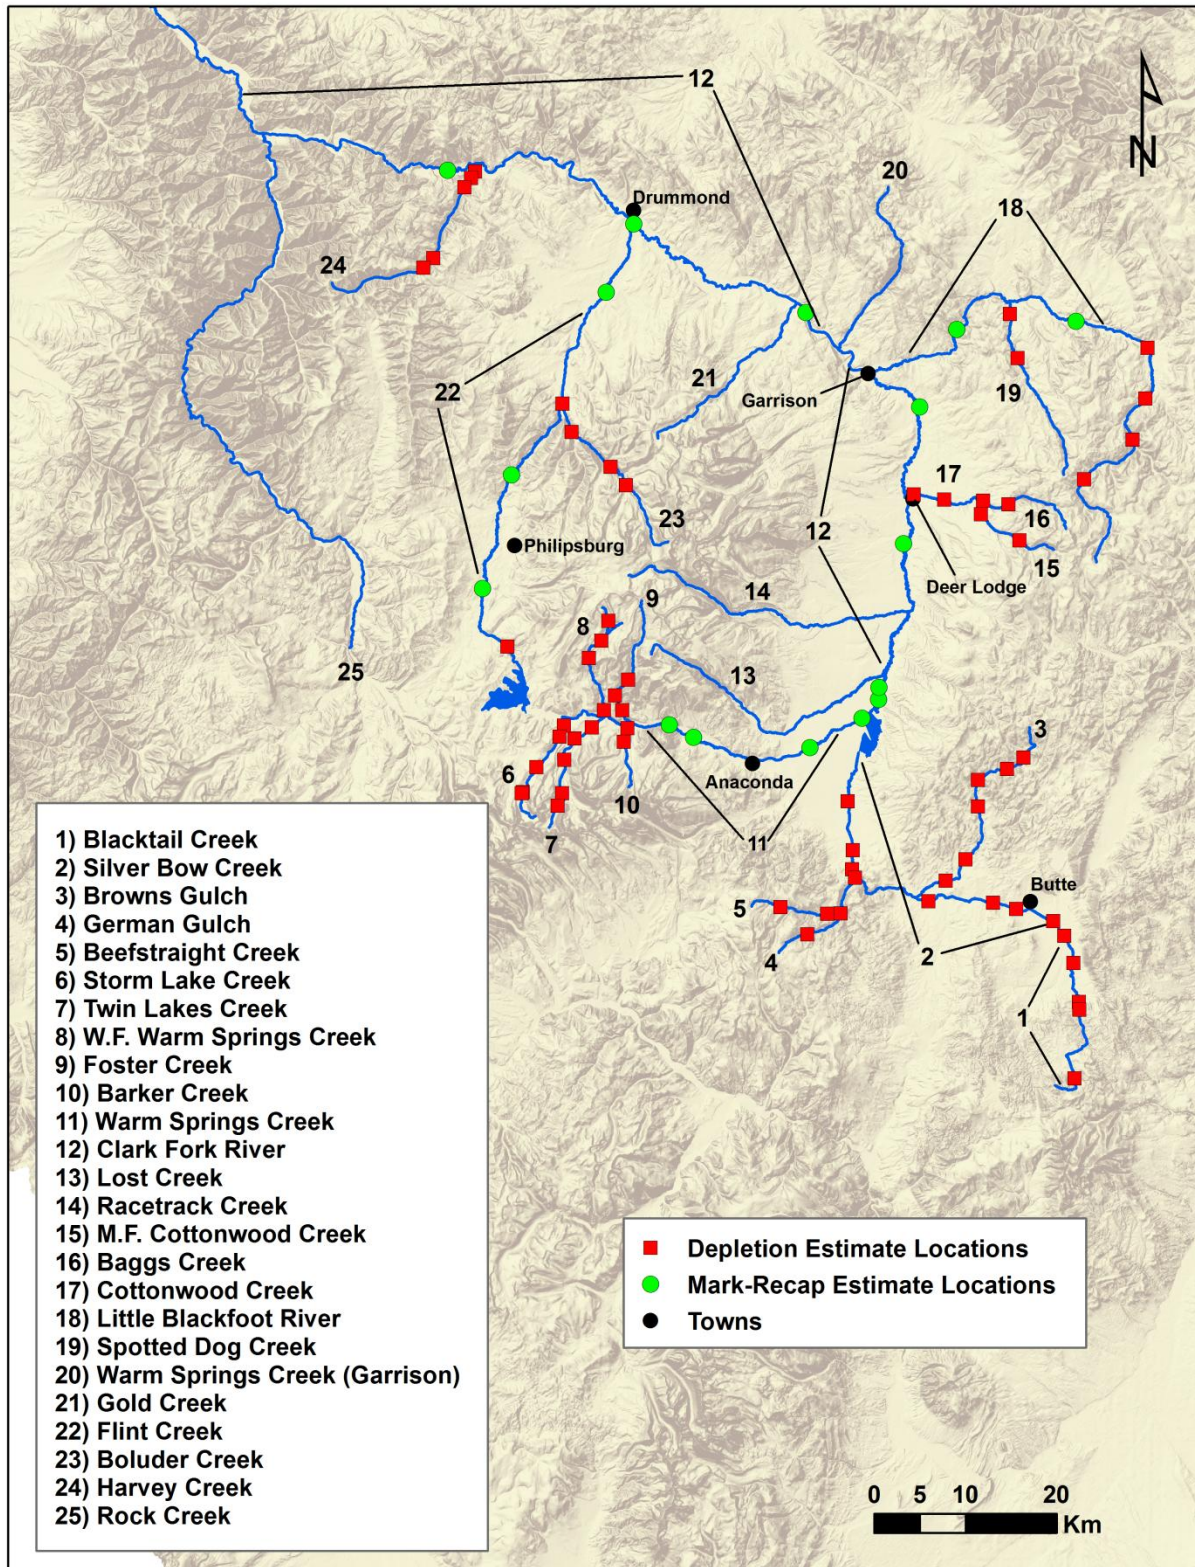 12
N
20
Drummond
18
24
22
21
Garrison
19
17
16
23
12
15
Philipsburg
Deer Lodge
14
9
8
25
13
3
6
Anaconda
10
7
11
Butte
5
4
2
1
1) Blacktail Creek
2) Silver Bow Creek
3) Browns Gulch
4) German Gulch
5) Beefstraight Creek
6) Storm Lake Creek
7) Twin Lakes Creek
8) W.F. Warm Springs Creek
9) Foster Creek
10) Barker Creek
11) Warm Springs Creek
12) Clark Fork River
13) Lost Creek
14) Racetrack Creek
15) M.F. Cottonwood Creek
16) Baggs Creek
17) Cottonwood Creek
18) Little Blackfoot River
19) Spotted Dog Creek
20) Warm Springs Creek (Garrison)
21) Gold Creek
22) Flint Creek
23) Boluder Creek
24) Harvey Creek
25) Rock Creek
Depletion Estimate Locations
Mark-Recap Estimate Locations
Towns
0 5 10 20
Km